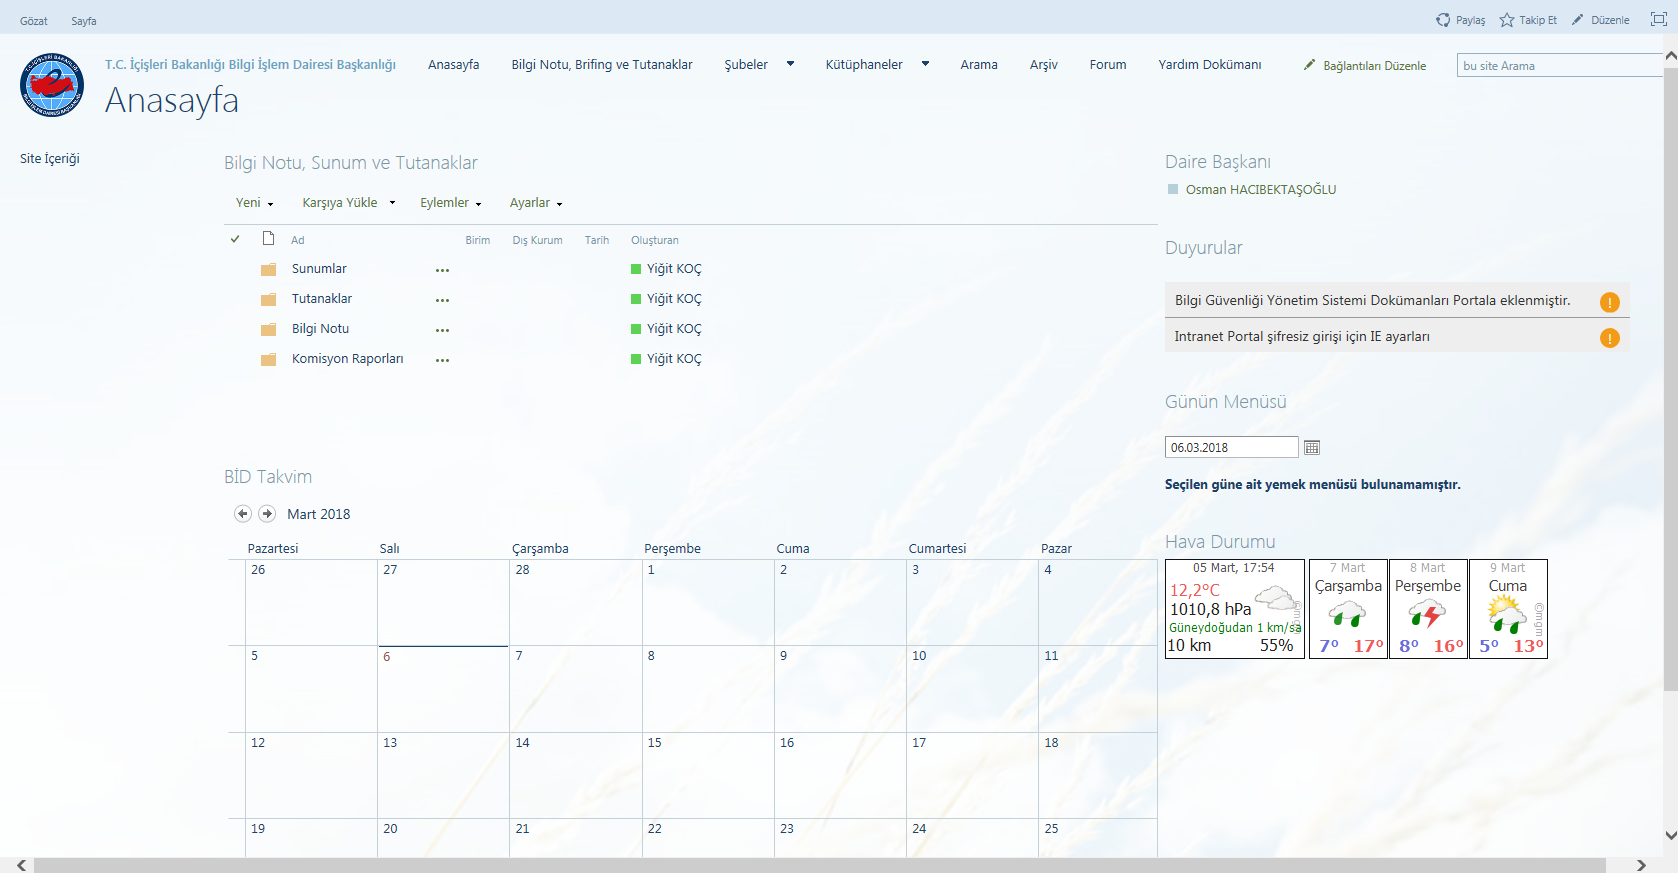 Gözat Sayfa Paylaş Takip Et Düzenle
T.C. İçişleri Bakanlığı Bilgi İşlem Dairesi Başkanlığı Anasayfa Bilgi Notu, Brifing ve Tutanaklar Şubeler Kütüphaneler Arama Arşiv Forum Yardım Dokümanı Bağlantıları Düzenle bu site Arama
Anasayfa
Site İçeriği
Bilgi Notu, Sunum ve Tutanaklar
Yeni Karşıya Yükle Eylemler Ayarlar
Ad Birim Dış Kurum Tarih Oluşturan
Sunumlar ... Yiğit KOÇ
Tutanaklar ... Yiğit KOÇ
Bilgi Notu ... Yiğit KOÇ
Komisyon Raporları ... Yiğit KOÇ
BİD Takvim
Mart 2018
Pazartesi Salı Çarşamba Perşembe Cuma Cumartesi Pazar
26 27 28 1 2 3 4
5 6 7 8 9 10 11
12 13 14 15 16 17 18
19 20 21 22 23 24 25
Daire Başkanı
Osman HACIBEKTAŞOĞLU
Duyurular
Bilgi Güvenliği Yönetim Sistemi Dokümanları Portala eklenmiştir.
Intranet Portal şifresiz girişi için IE ayarları
Günün Menüsü
06.03.2018
Seçilen güne ait yemek menüsü bulunamamıştır.
Hava Durumu
05 Mart, 17:54
12,2°C
1010,8 hPa
Güneydoğudan 1 km/sa
10 km 55%
©mgm
7 Mart
Çarşamba
7° 17°
8 Mart
Perşembe
8° 16°
9 Mart
Cuma
5° 13°
©mgm